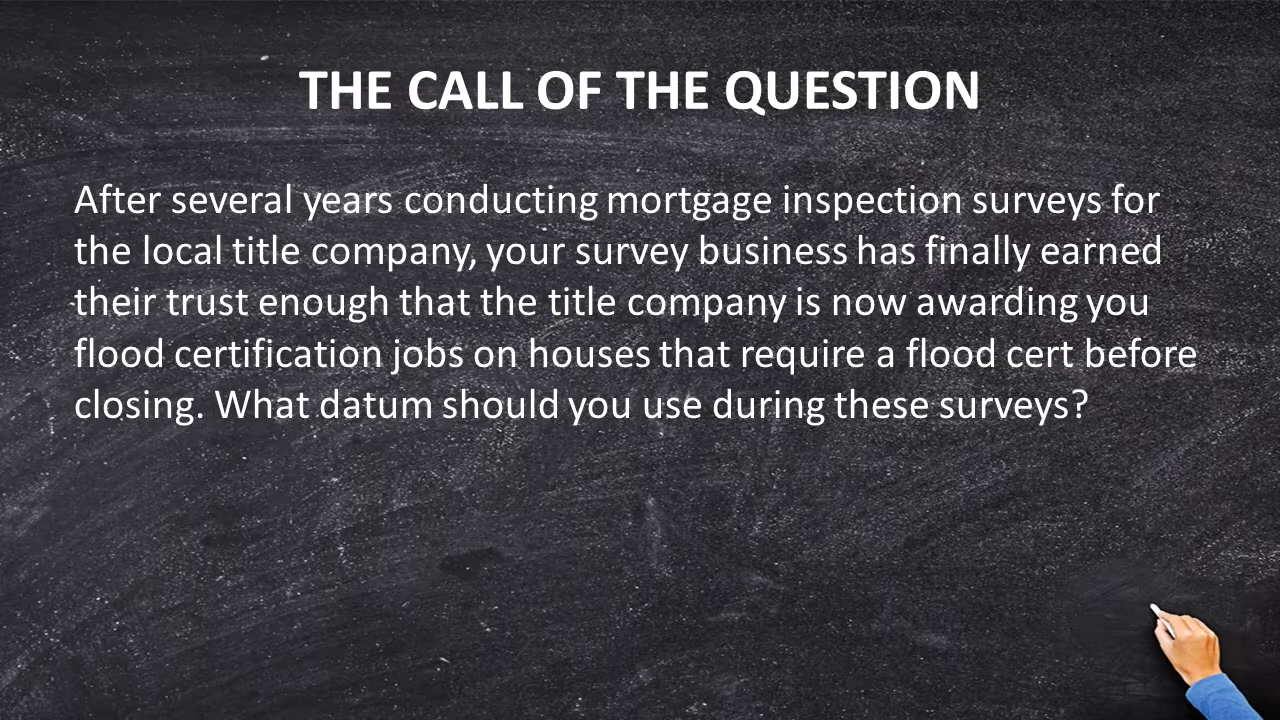 THE CALL OF THE QUESTION
After several years conducting mortgage inspection surveys for
the local title company, your survey business has finally earned
their trust enough that the title company is now awarding you
flood certification jobs on houses that require a flood cert before
closing. What datum should you use during these surveys?